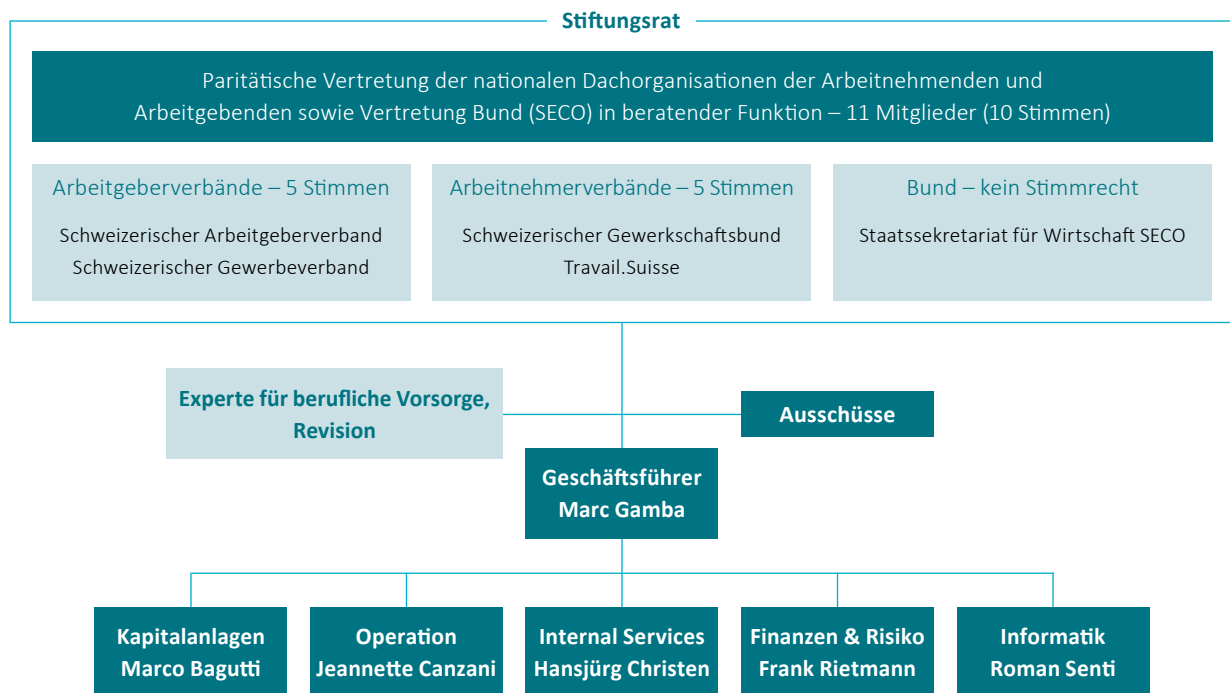 Stiftungsrat
Paritätische Vertretung der nationalen Dachorganisationen der Arbeitnehmenden und
Arbeitgebenden sowie Vertretung Bund (SECO) in beratender Funktion – 11 Mitglieder (10 Stimmen)
Arbeitgeberverbände – 5 Stimmen
Schweizerischer Arbeitgeberverband
Schweizerischer Gewerbeverband
Arbeitnehmerverbände – 5 Stimmen
Schweizerischer Gewerkschaftsbund
Travail.Suisse
Bund – kein Stimmrecht
Staatssekretariat für Wirtschaft SECO
Experte für berufliche Vorsorge,
Revision
Ausschüsse
Geschäftsführer
Marc Gamba
Kapitalanlagen
Marco Bagutti
Operation
Jeannette Canzani
Internal Services
Hansjürg Christen
Finanzen & Risiko
Frank Rietmann
Informatik
Roman Senti